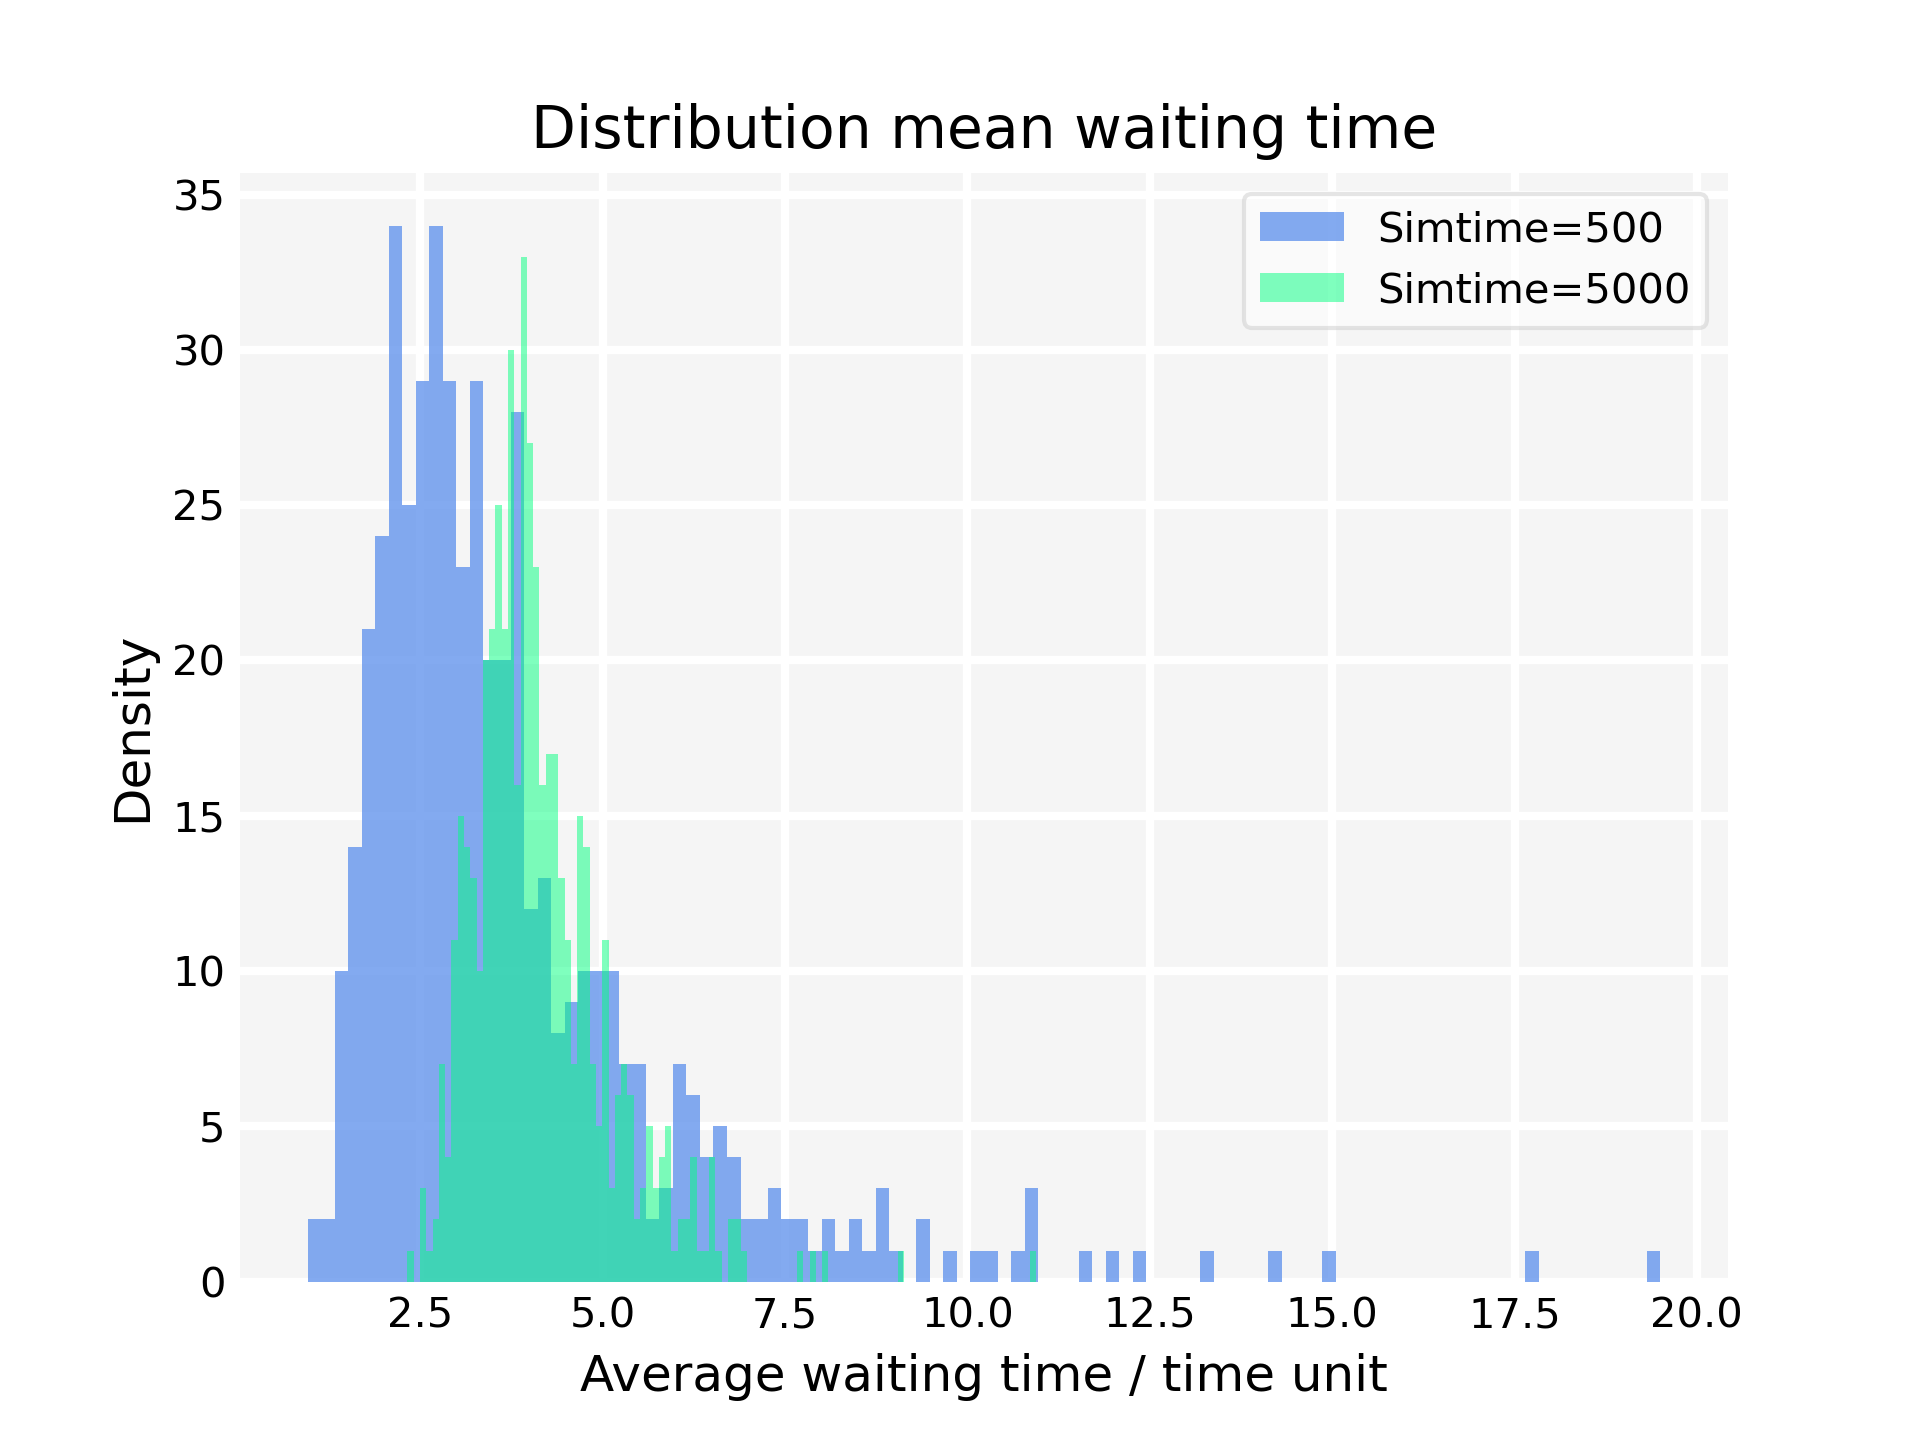 Distribution mean waiting time
Simtime=500
Simtime=5000
Density
35
30
25
20
15
10
5
0
2.5 5.0 7.5 10.0 12.5 15.0 17.5 20.0
Average waiting time / time unit